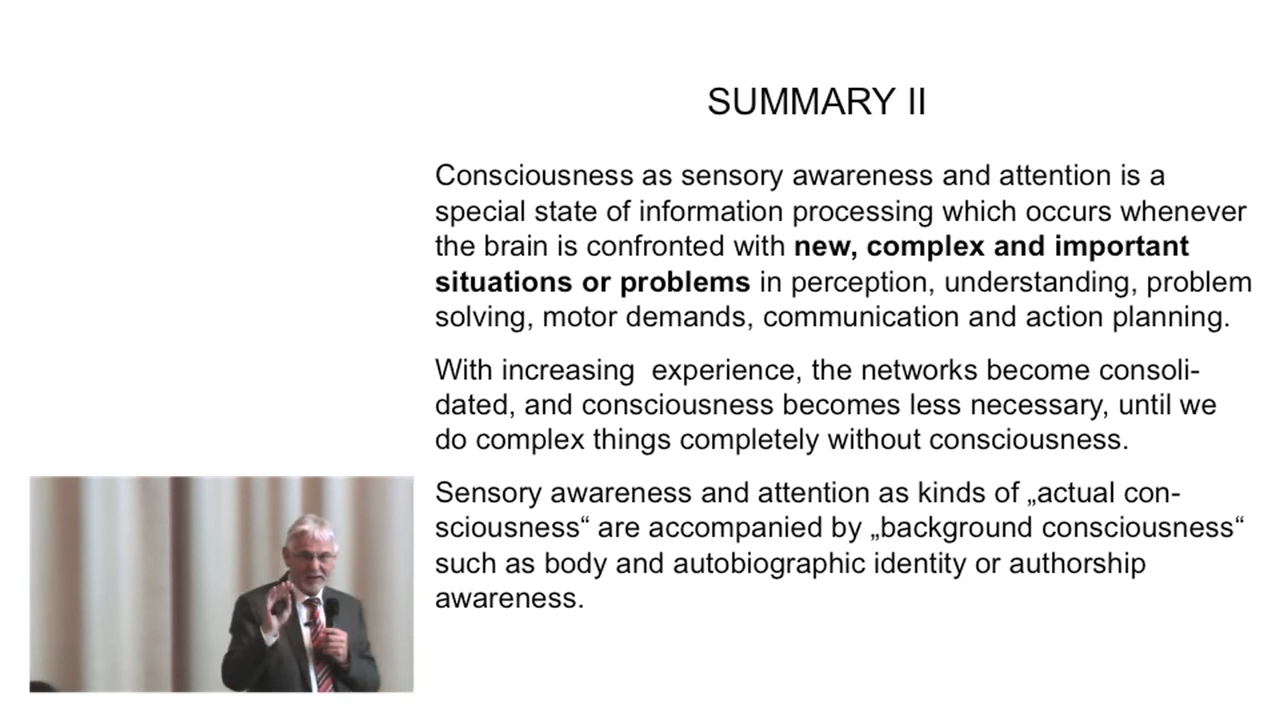 SUMMARY II
Consciousness as sensory awareness and attention is a
special state of information processing which occurs whenever
the brain is confronted with new, complex and important
situations or problems in perception, understanding, problem
solving, motor demands, communication and action planning.
With increasing  experience, the networks become consoli-
dated, and consciousness becomes less necessary, until we
do complex things completely without consciousness.
Sensory awareness and attention as kinds of „actual con-
sciousness“ are accompanied by „background consciousness“
such as body and autobiographic identity or authorship
awareness.